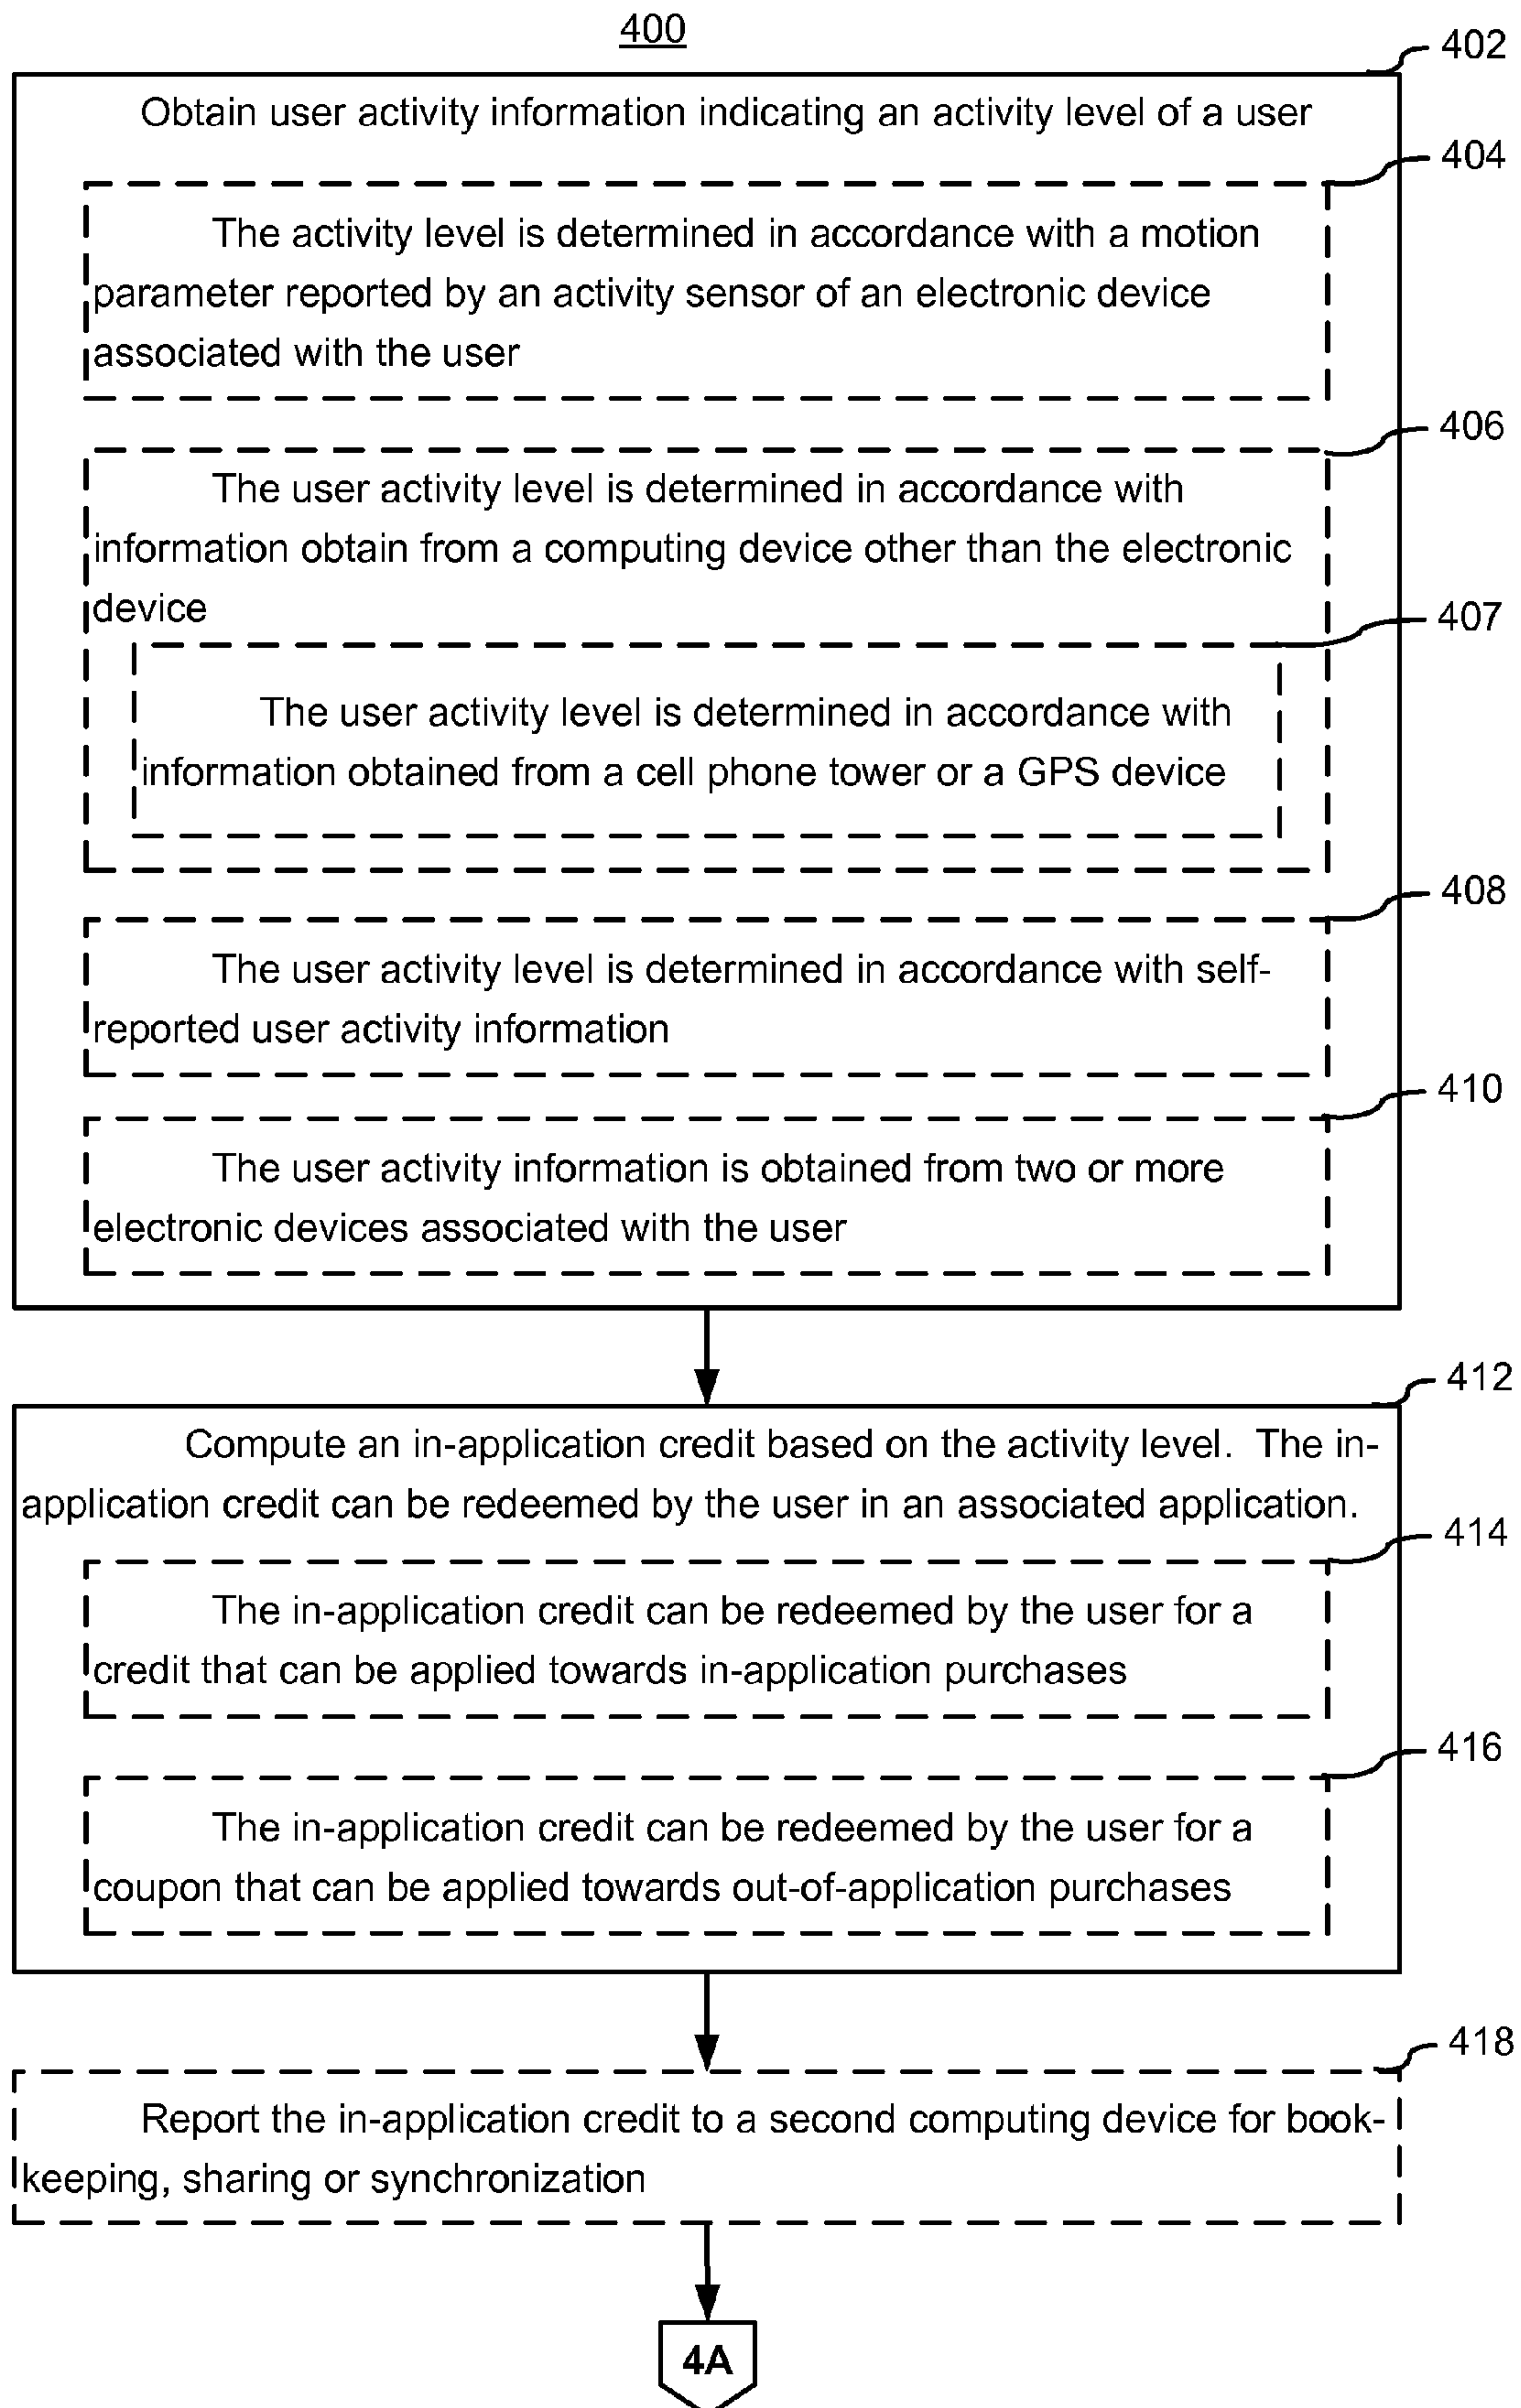 400
402
Obtain user activity information indicating an activity level of a user
404
The activity level is determined in accordance with a motion
parameter reported by an activity sensor of an electronic device
associated with the user
406
The user activity level is determined in accordance with
information obtain from a computing device other than the electronic
device
407
The user activity level is determined in accordance with
information obtained from a cell phone tower or a GPS device
408
The user activity level is determined in accordance with self-
reported user activity information
410
The user activity information is obtained from two or more
electronic devices associated with the user
412
Compute an in-application credit based on the activity level. The in-
application credit can be redeemed by the user in an associated application.
414
The in-application credit can be redeemed by the user for a
credit that can be applied towards in-application purchases
416
The in-application credit can be redeemed by the user for a
coupon that can be applied towards out-of-application purchases
418
Report the in-application credit to a second computing device for book-
keeping, sharing or synchronization
4A